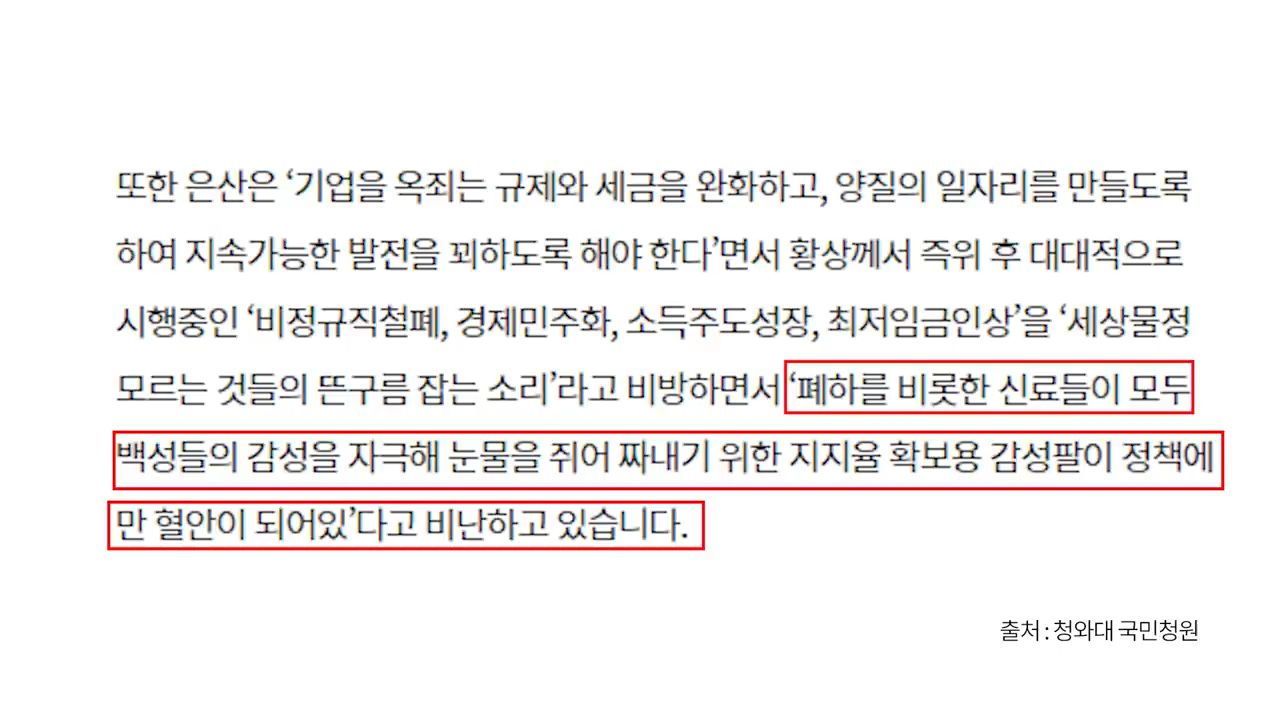 또한 은산은 ‘기업을 옥죄는 규제와 세금을 완화하고, 양질의 일자리를 만들도록
하여 지속가능한 발전을 꾀하도록 해야 한다’면서 황상께서 즉위 후 대대적으로
시행중인 ‘비정규직철폐, 경제민주화, 소득주도성장, 최저임금인상’을 ‘세상물정
모르는 것들의 뜬구름 잡는 소리’라고 비방하면서 ‘폐하를 비롯한 신료들이 모두
백성들의 감성을 자극해 눈물을 쥐어 짜내기 위한 지지율 확보용 감성팔이 정책에
만 혈안이 되어있’다고 비난하고 있습니다.
출처 : 청와대 국민청원